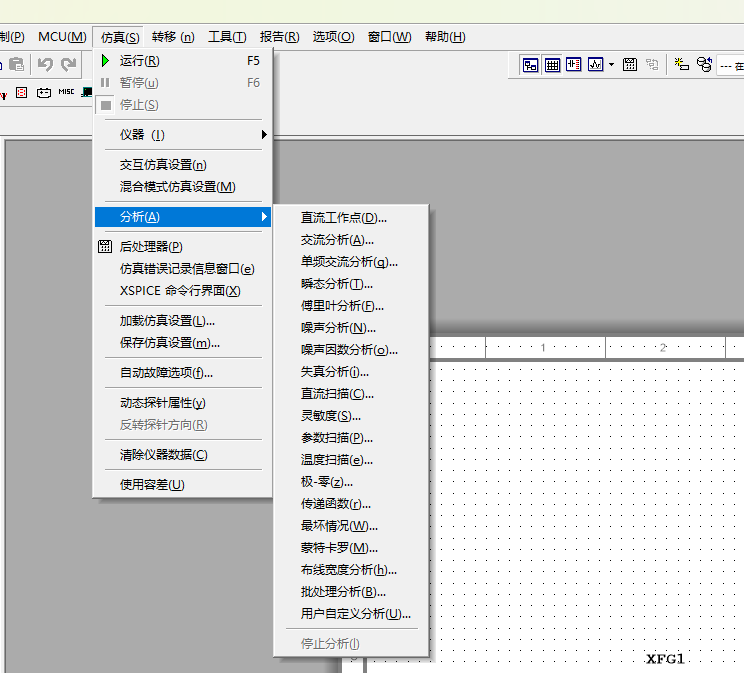 制(P) MCU(M) 仿真(S) 转移 (n) 工具(T) 报告(R) 选项(O) 窗口(W) 帮助(H)
运行(R) F5
暂停(u) F6
停止(S)
仪器 (I)
交互仿真设置(n)
混合模式仿真设置(M)
分析(A)
后处理器(P)
仿真错误记录信息窗口(e)
XSPICE 命令行界面(X)
加载仿真设置(L)...
保存仿真设置(m)...
自动故障选项(f)...
动态探针属性(y)
反转探针方向(R)
清除仪器数据(C)
使用容差(U)
直流工作点(D)...
交流分析(A)...
单频交流分析(q)...
瞬态分析(T)...
傅里叶分析(F)...
噪声分析(N)...
噪声因数分析(o)...
失真分析(i)...
直流扫描(C)...
灵敏度(S)...
参数扫描(P)...
温度扫描(e)...
极-零(z)...
传递函数(r)...
最坏情况(W)...
蒙特卡罗(M)...
布线宽度分析(h)...
批处理分析(B)...
用户自定义分析(U)...
停止分析(l)
MISC
--- 在
1
2
XFG1